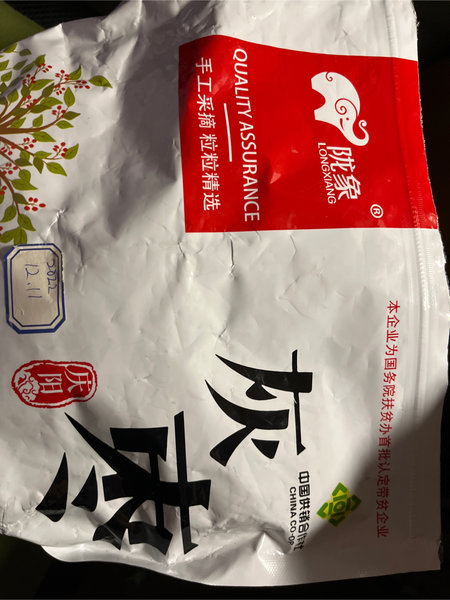 陇象®
LONGXIANG
QUALITY ASSURANCE
手工采摘 粒粒精选
本企业为国务院扶贫办首批认定带贫企业
中国供销合作社
CHINA CO-OP
灰枣
庆阳
2022
12.11